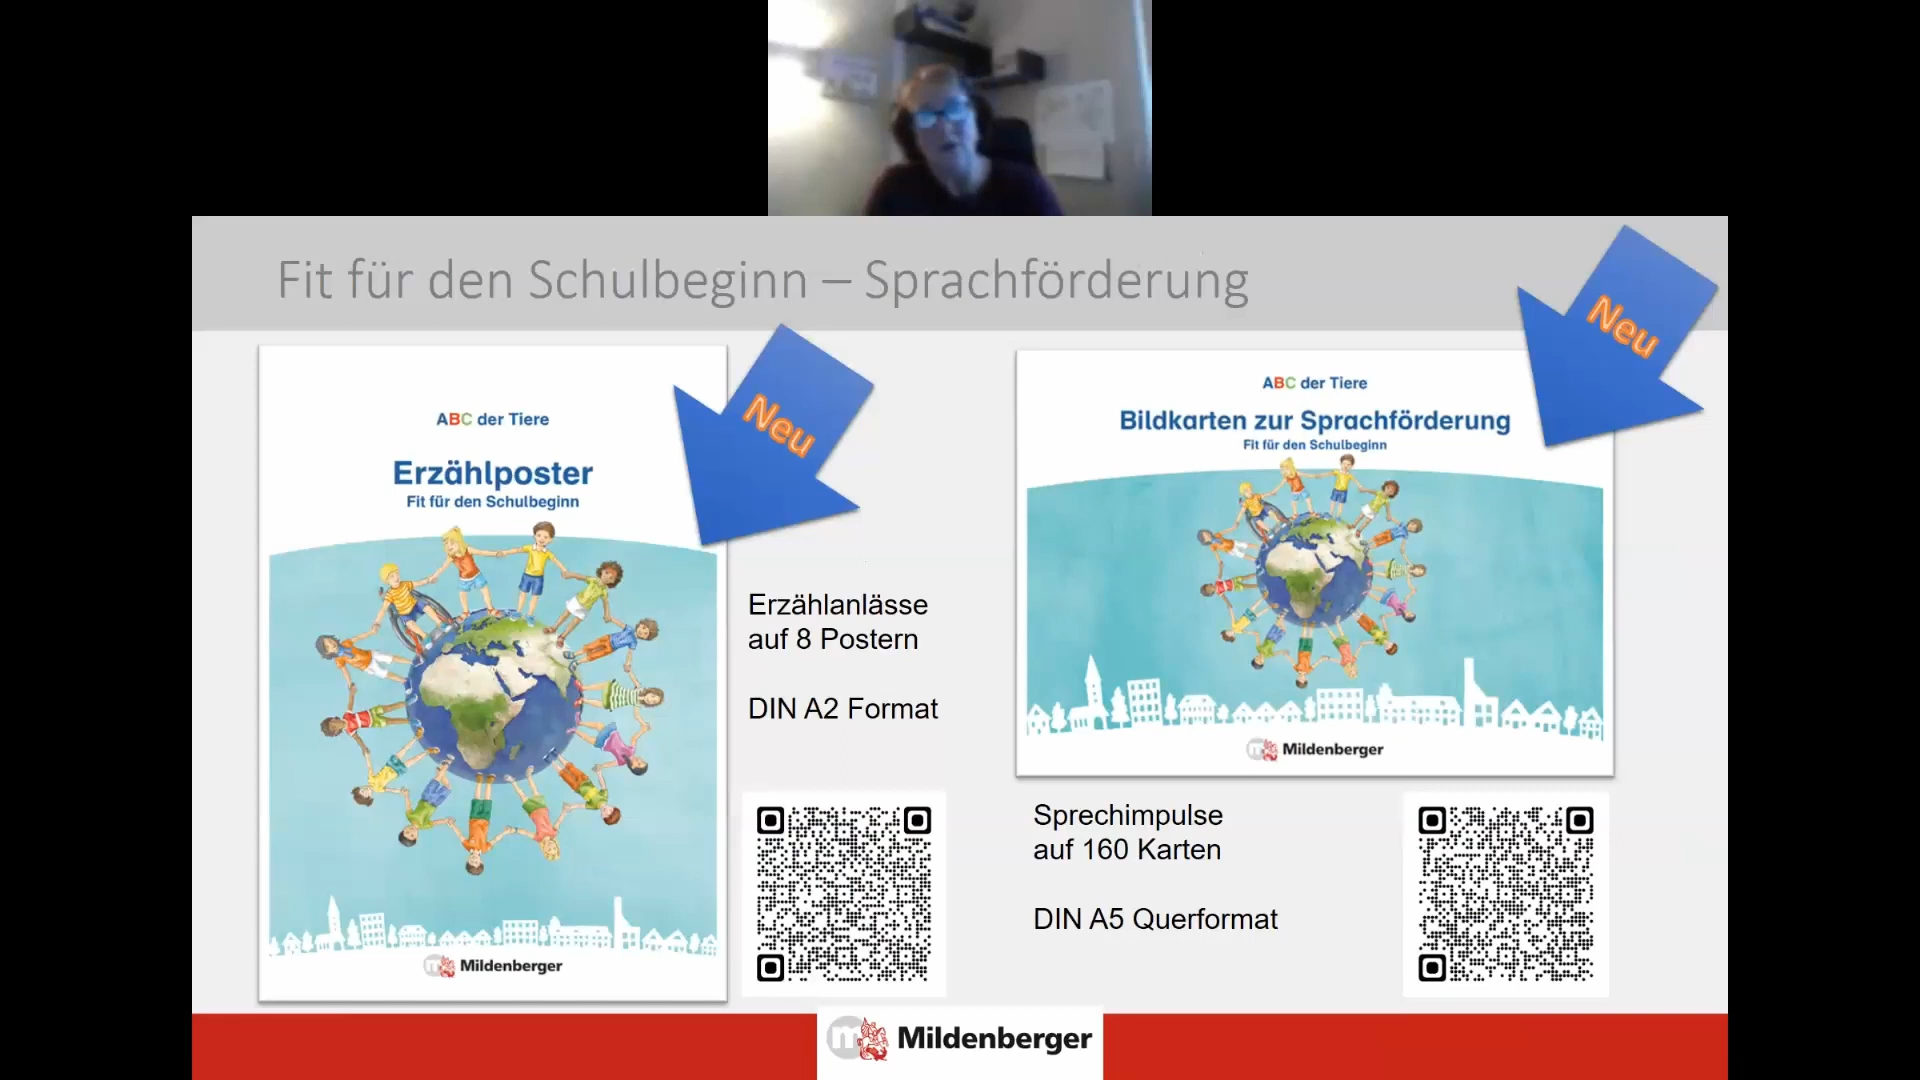 Fit für den Schulbeginn – Sprachförderung
Neu
Neu
ABC der Tiere
Erzählposter
Fit für den Schulbeginn
Mildenberger
Erzählanlässe
auf 8 Postern
DIN A2 Format
ABC der Tiere
Bildkarten zur Sprachförderung
Fit für den Schulbeginn
m Mildenberger
Sprechimpulse
auf 160 Karten
DIN A5 Querformat
m Mildenberger